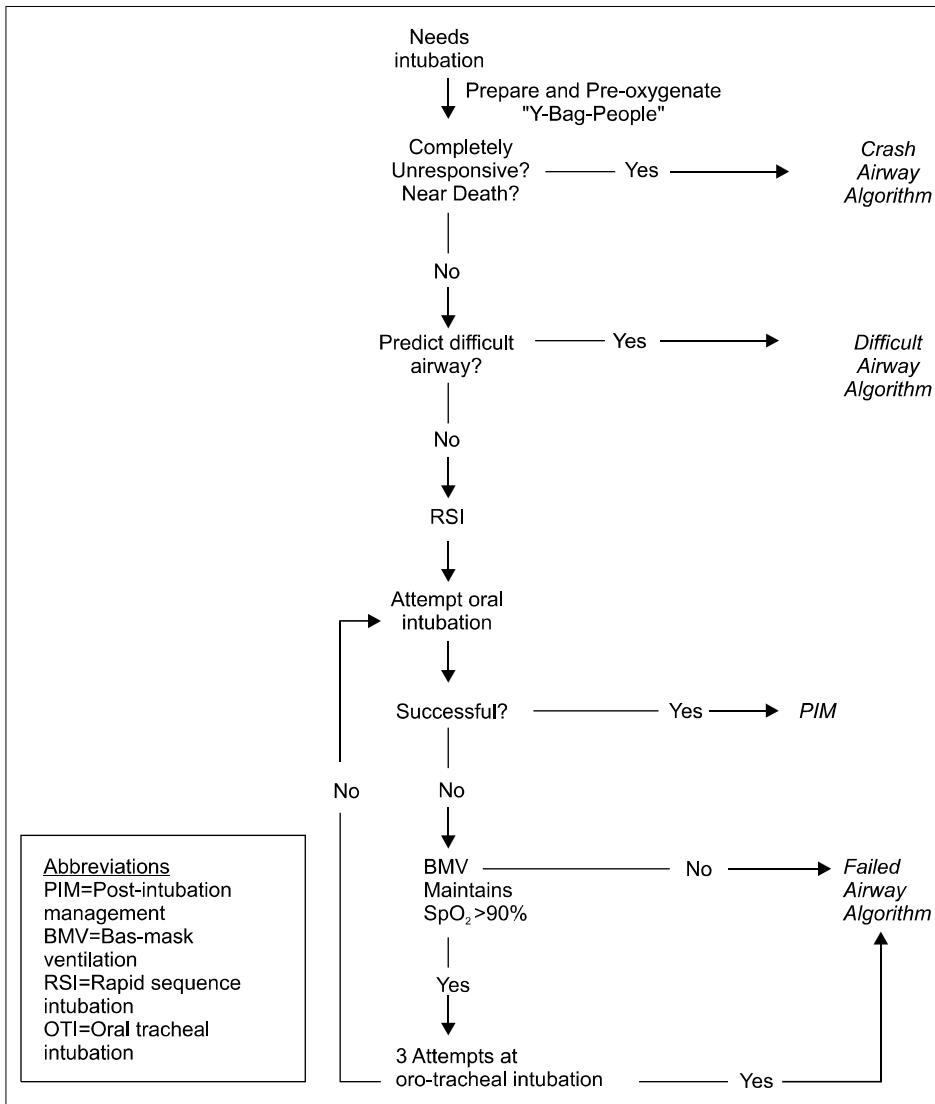 Needs
intubation
Prepare and Pre-oxygenate
"Y-Bag-People"
Completely
Unresponsive?
Near Death?
Yes
Crash
Airway
Algorithm
No
Predict difficult
airway?
Yes
Difficult
Airway
Algorithm
No
RSI
Attempt oral
intubation
Successful?
Yes
PIM
No
No
BMV
Maintains
SpO₂>90%
No
Failed
Airway
Algorithm
Yes
3 Attempts at
oro-tracheal intubation
Yes
Abbreviations
PIM=Post-intubation
management
BMV=Bas-mask
ventilation
RSI=Rapid sequence
intubation
OTI=Oral tracheal
intubation